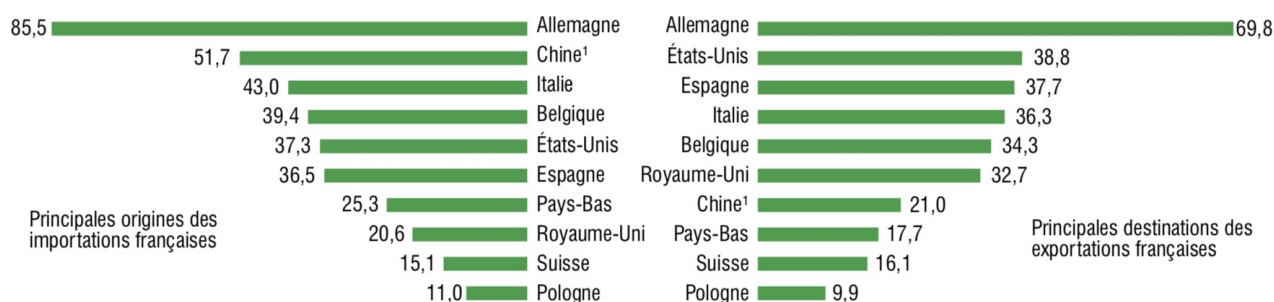 85,5 Allemagne Allemagne 69,8
51,7 Chine¹ États-Unis 38,8
43,0 Italie Espagne 37,7
39,4 Belgique Italie 36,3
37,3 États-Unis Belgique 34,3
36,5 Espagne Royaume-Uni 32,7
25,3 Pays-Bas Chine¹ 21,0
20,6 Royaume-Uni Pays-Bas 17,7
15,1 Suisse Suisse 16,1
11,0 Pologne Pologne 9,9
Principales origines des
importations françaises
Principales destinations des
exportations françaises